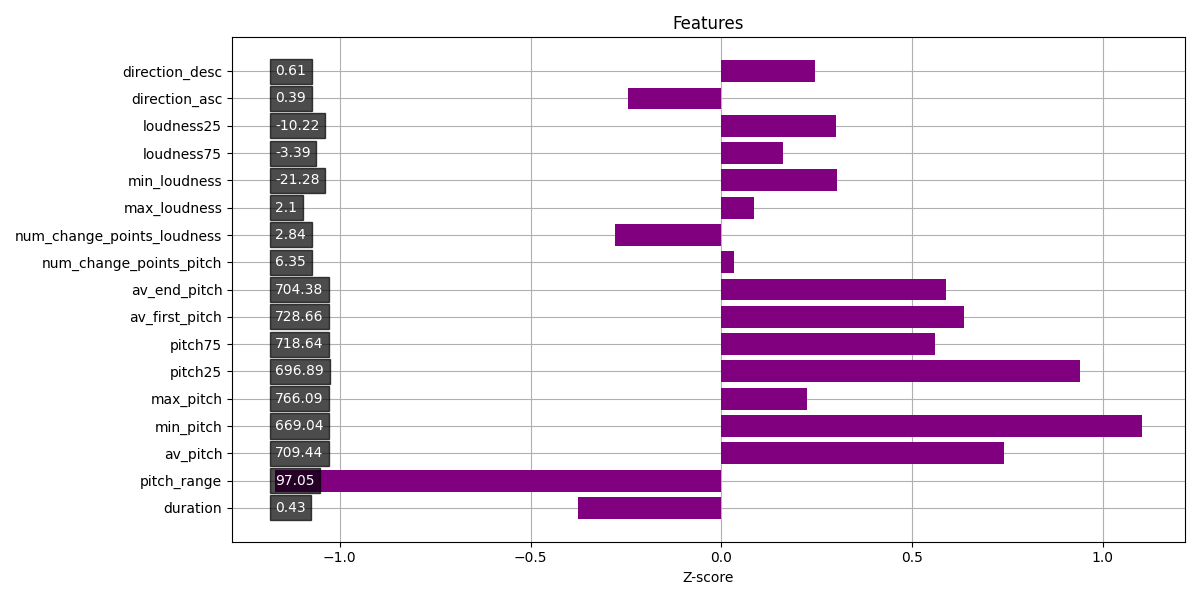 Features
direction_desc 0.61
direction_asc 0.39
loudness25 -10.22
loudness75 -3.39
min_loudness -21.28
max_loudness 2.1
num_change_points_loudness 2.84
num_change_points_pitch 6.35
av_end_pitch 704.38
av_first_pitch 728.66
pitch75 718.64
pitch25 696.89
max_pitch 766.09
min_pitch 669.04
av_pitch 709.44
pitch_range 97.05
duration 0.43
−1.0 −0.5 0.0 0.5 1.0
Z-score